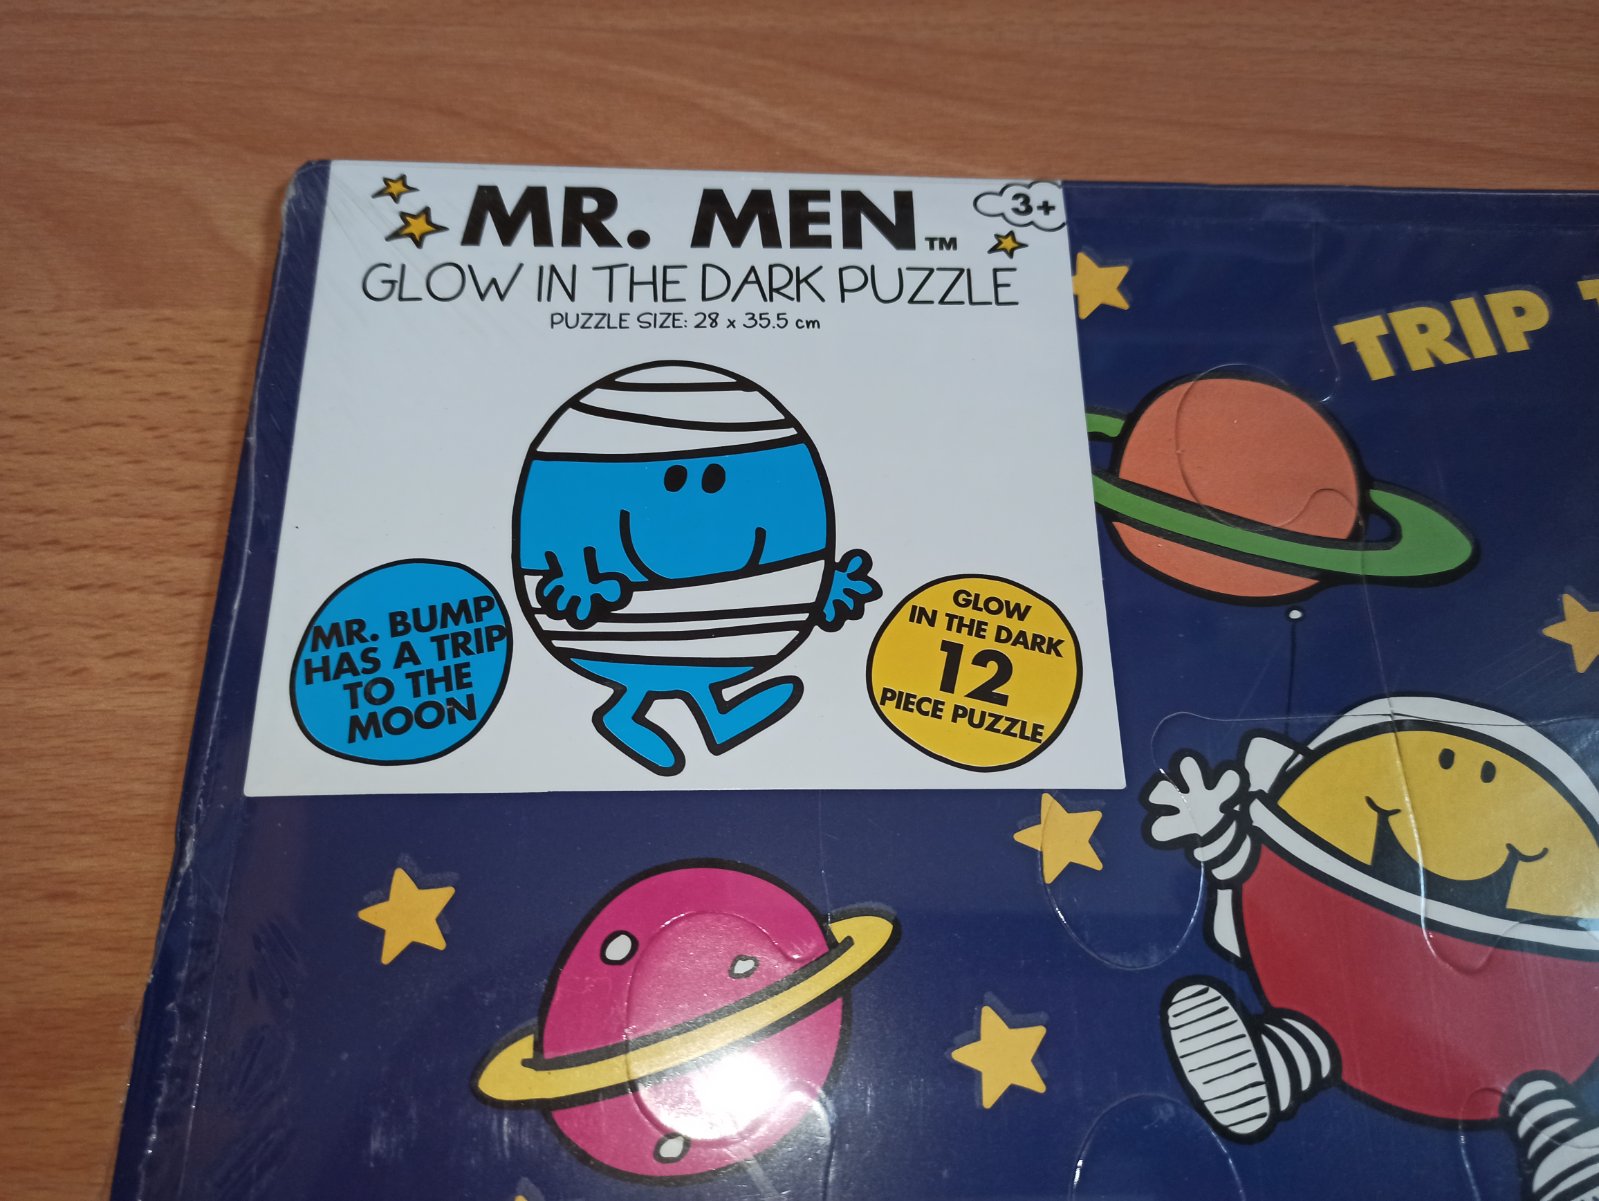 MR. MEN™
3+
GLOW IN THE DARK PUZZLE
PUZZLE SIZE: 28 x 35.5 cm
MR. BUMP
HAS A TRIP
TO THE
MOON
GLOW
IN THE DARK
12
PIECE PUZZLE
TRIP